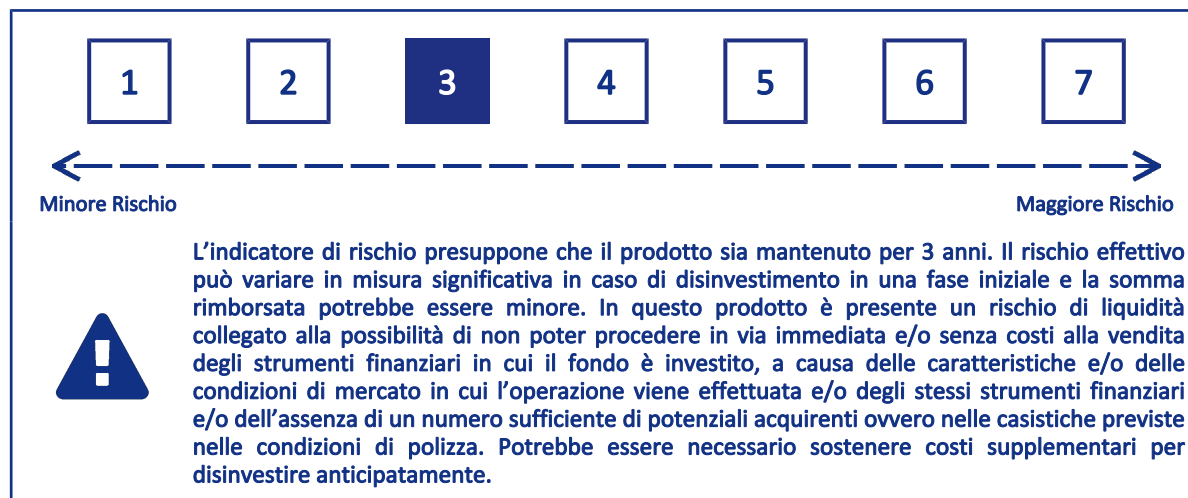 1 2 3 4 5 6 7
Minore Rischio Maggiore Rischio
L’indicatore di rischio presuppone che il prodotto sia mantenuto per 3 anni. Il rischio effettivo
può variare in misura significativa in caso di disinvestimento in una fase iniziale e la somma
rimborsata potrebbe essere minore. In questo prodotto è presente un rischio di liquidità
collegato alla possibilità di non poter procedere in via immediata e/o senza costi alla vendita
degli strumenti finanziari in cui il fondo è investito, a causa delle caratteristiche e/o delle
condizioni di mercato in cui l’operazione viene effettuata e/o degli stessi strumenti finanziari
e/o dell’assenza di un numero sufficiente di potenziali acquirenti ovvero nelle casistiche previste
nelle condizioni di polizza. Potrebbe essere necessario sostenere costi supplementari per
disinvestire anticipatamente.